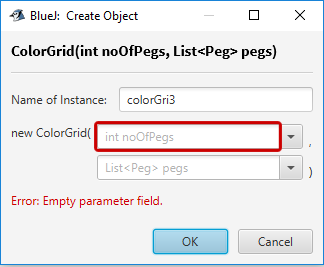 BlueJ: Create Object
ColorGrid(int noOfPegs, List<Peg> pegs)
Name of Instance: colorGri3
new ColorGrid( int noOfPegs ,
List<Peg> pegs )
Error: Empty parameter field.
OK Cancel